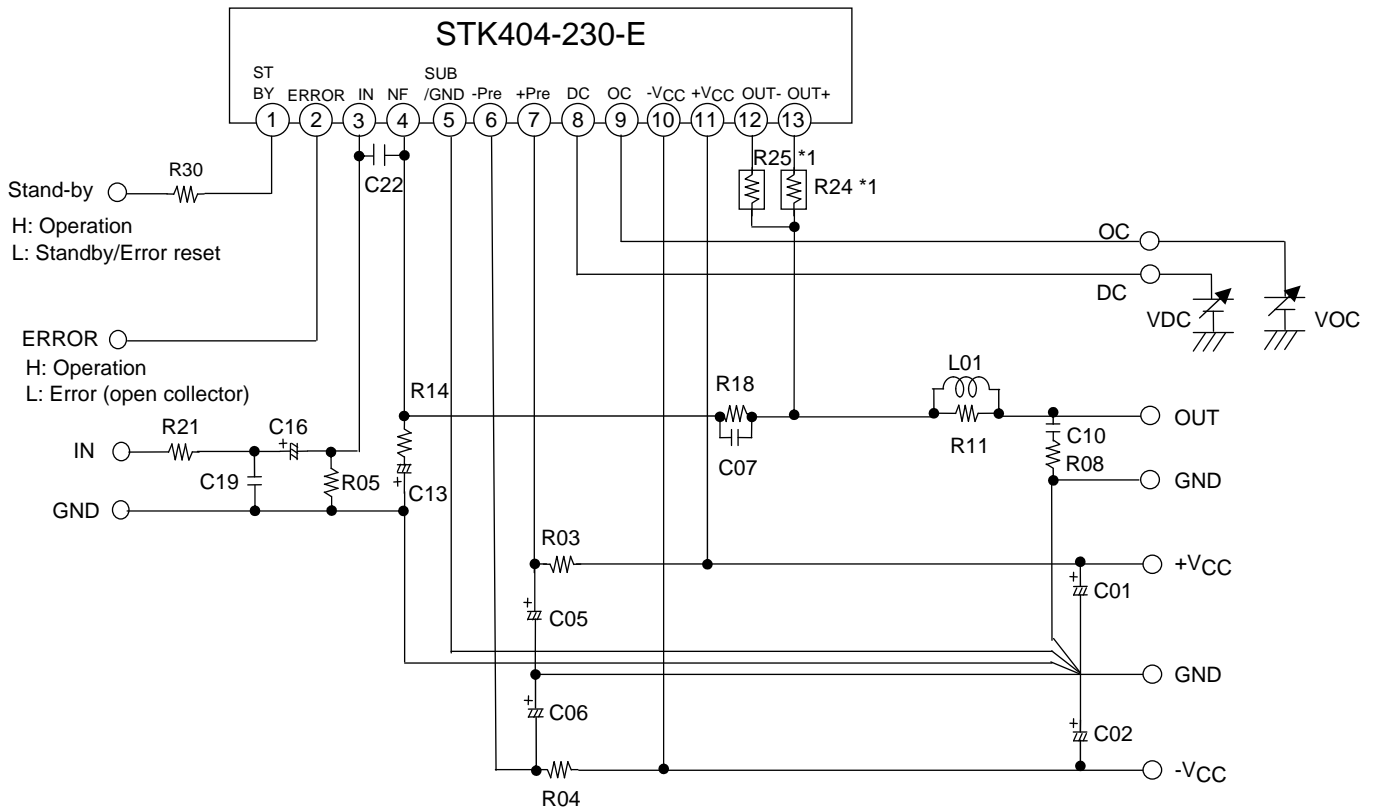 STK404-230-E
ST
BY
ERROR
IN
NF
SUB
/GND
-Pre
+Pre
DC
OC
-VCC
+VCC
OUT-
OUT+
1
2
3
4
5
6
7
8
9
10
11
12
13
R25 *1
R24 *1
C22
R30
Stand-by
H: Operation
L: Standby/Error reset
OC
DC
VDC
VOC
ERROR
H: Operation
L: Error (open collector)
L01
R14
R18
R11
C07
OUT
C10
R08
GND
IN
R21
C16
+
C19
R05
+
C13
GND
R03
+VCC
+
C01
+
C05
GND
+
C06
+
C02
R04
-VCC